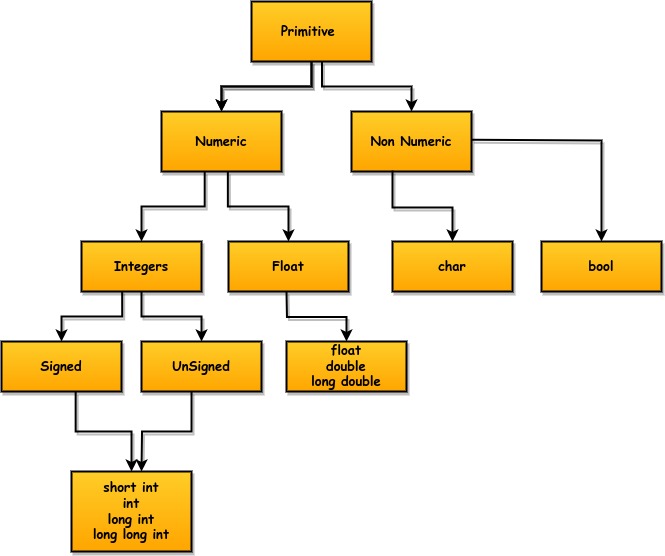 Primitive
Numeric
Non Numeric
Integers
Float
char
bool
Signed
UnSigned
float
double
long double
short int
int
long int
long long int